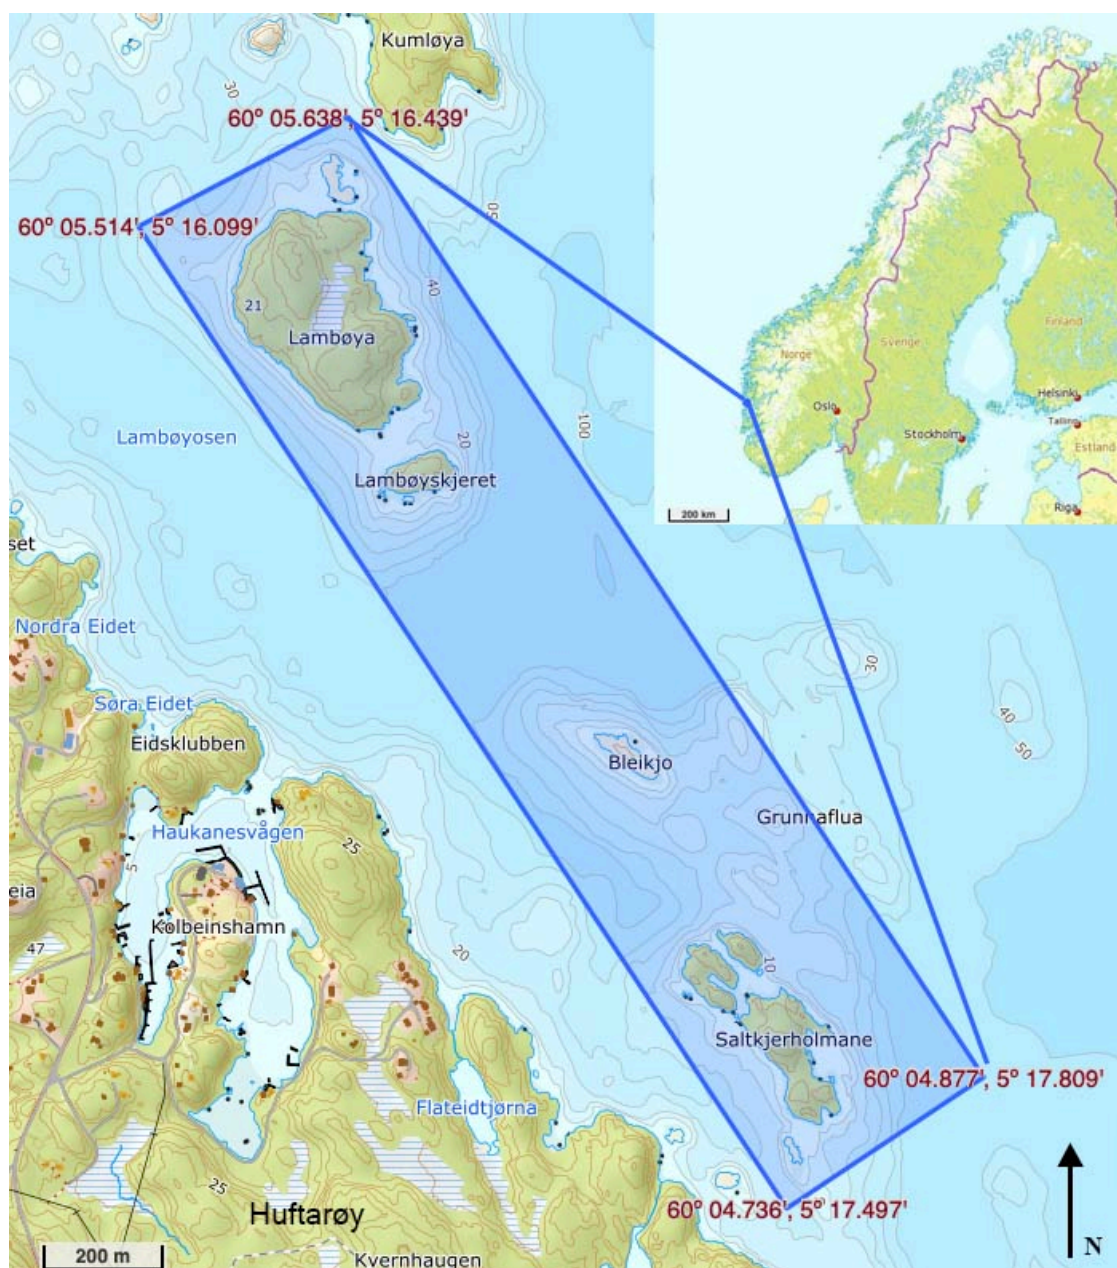 Kumløya
30
60º 05.638', 5º 16.439'
60º 05.514', 5º 16.099'
50
40
21
Lambøya
100
Lambøyosen
20
Lambøyskjeret
Norge
Sverige
Finland
Oslo
Helsinki
Tallinn
Stockholm
Estland
Riga
200 km
set
Nordra Eidet
Søra Eidet
Eidsklubben
30
40
50
Bleikjo
Grunnaflua
Haukanesvågen
25
5
eia
Kolbeinshamn
47
20
10
Saltkjerholmane
60º 04.877', 5º 17.809'
Flateidtjørna
25
Huftarøy
60º 04.736', 5º 17.497'
N
200 m
Kvernhaugen